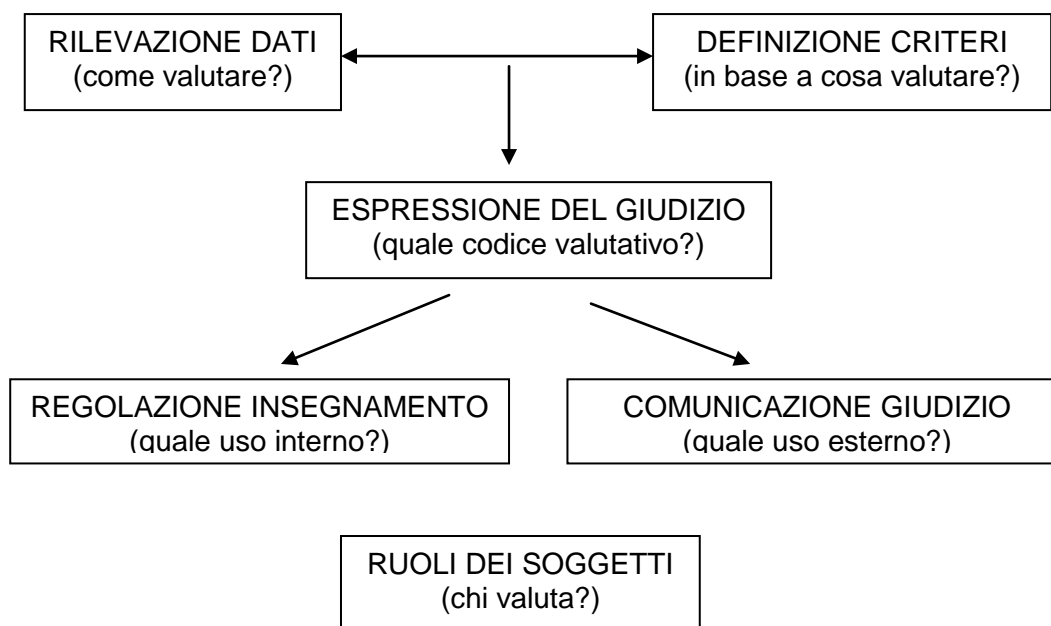 RILEVAZIONE DATI
(come valutare?)
DEFINIZIONE CRITERI
(in base a cosa valutare?)
ESPRESSIONE DEL GIUDIZIO
(quale codice valutativo?)
REGOLAZIONE INSEGNAMENTO
(quale uso interno?)
COMUNICAZIONE GIUDIZIO
(quale uso esterno?)
RUOLI DEI SOGGETTI
(chi valuta?)